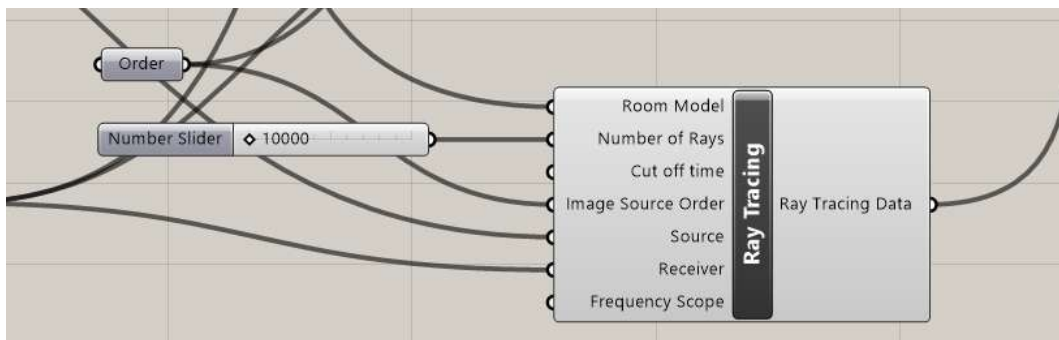 Order
Number Slider
10000
Room Model
Number of Rays
Cut off time
Image Source Order
Source
Receiver
Frequency Scope
Ray Tracing
Ray Tracing Data